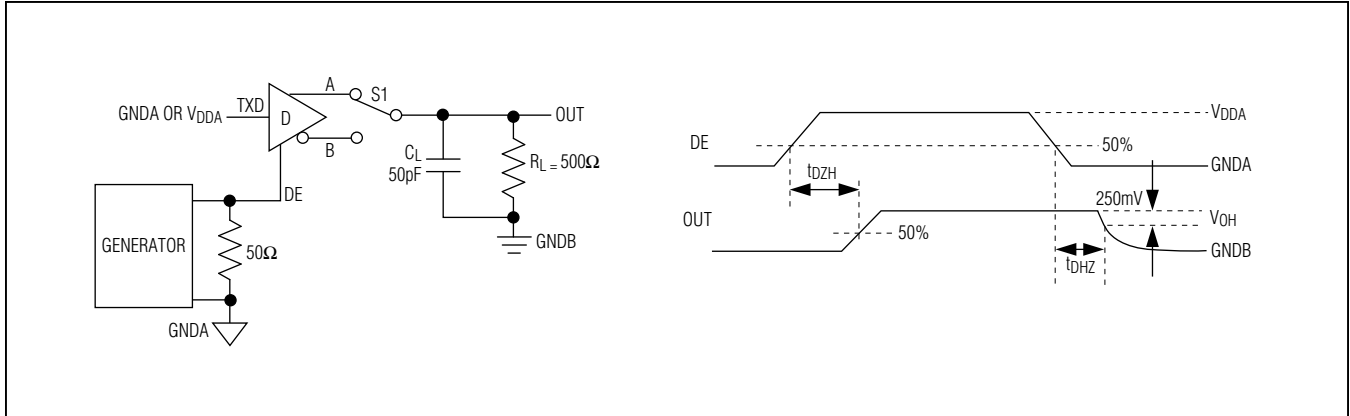 A
S1
GNDA OR VDDA
TXD
D
OUT
B
CL
50pF
RL = 500Ω
DE
GENERATOR
50Ω
GNDB
GNDA
VDDA
DE
50%
GNDA
tDZH
250mV
OUT
VOH
50%
GNDB
tDHZ